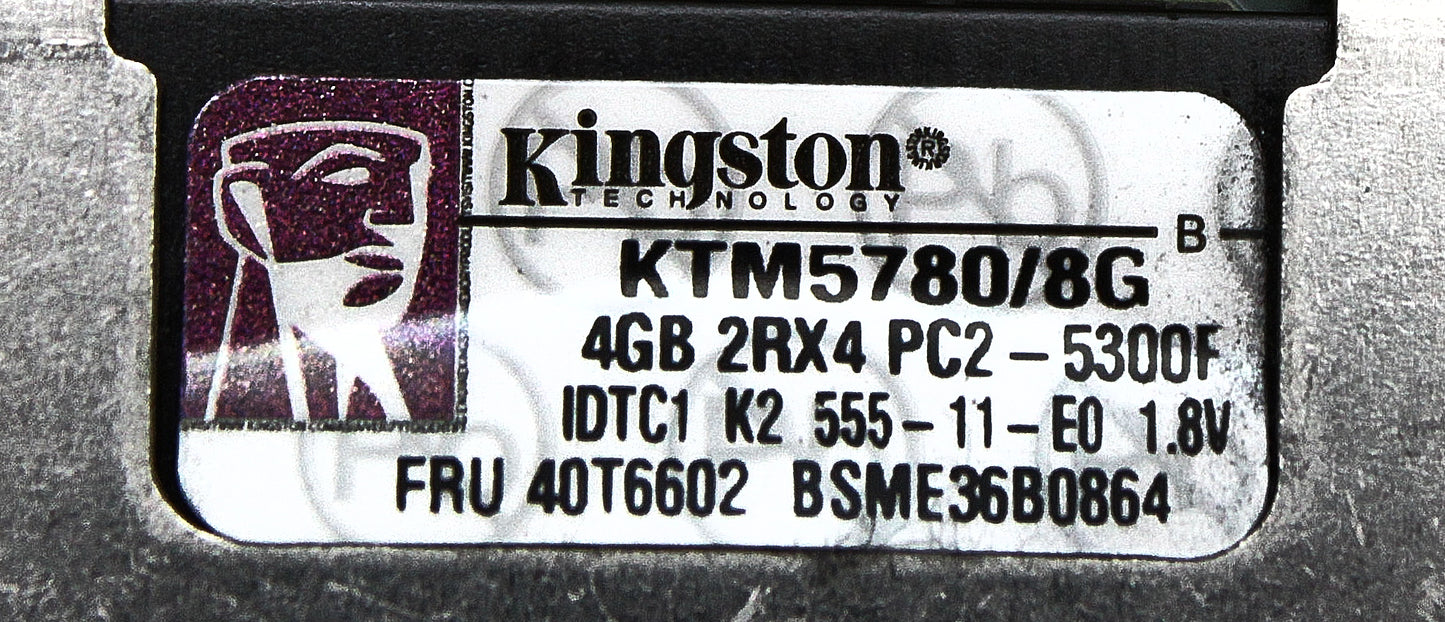 Kingston®
TECHNOLOGY
B
KTM5780/8G
4GB 2RX4 PC2-5300F
IDTC1 K2 555-11-E0 1.8V
FRU 40T6602 BSME36B0864